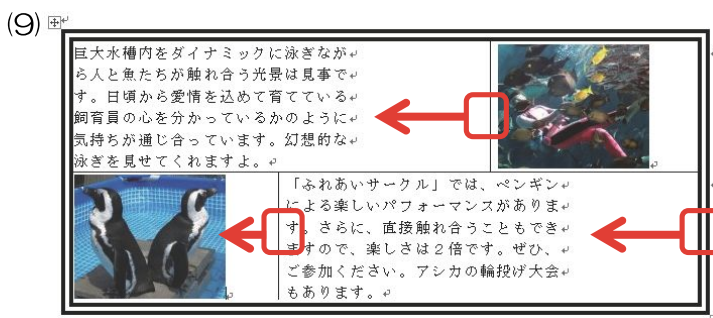 (9)
巨大水槽内をダイナミックに泳ぎなが
ら人と魚たちが触れ合う光景は見事で
す。日頃から愛情を込めて育てている
飼育員の心を分かっているかのように
気持ちが通じ合っています。幻想的な
泳ぎを見せてくれますよ。
「ふれあいサークル」では、ペンギン
による楽しいパフォーマンスがありま
す。さらに、直接触れ合うこともでき
ますので、楽しさは２倍です。ぜひ、
ご参加ください。アシカの輪投げ大会
もあります。